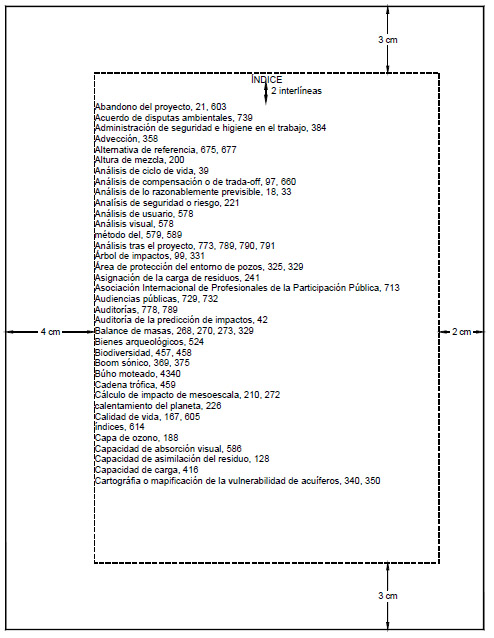 3 cm
ÍNDICE
2 interlíneas
Abandono del proyecto, 21, 603
Acuerdo de disputas ambientales, 739
Administración de seguridad e higiene en el trabajo, 384
Advección, 358
Alternativa de referencia, 675, 677
Altura de mezcla, 200
Análisis de ciclo de vida, 39
Análisis de compensación o de trade-off, 97, 660
Análisis de lo razonablemente previsible, 18, 33
Analísis de seguridad o riesgo, 221
Análisis de usuario, 578
Análisis visual, 578
método del, 579, 589
Análisis tras el proyecto, 773, 789, 790, 791
Árbol de impactos, 99, 331
Área de protección del entorno de pozos, 325, 329
Asignación de la carga de residuos, 241
Asociación Internacional de Profesionales de la Participación Pública, 713
Audiencias públicas, 729, 732
Auditorías, 778, 789
Auditoría de la predicción de impactos, 42
4 cm
Balance de masas, 268, 270, 273, 329
2 cm
Bienes arqueológicos, 524
Biodiversidad, 457, 458
Boom sónico, 369, 375
Búho moteado, 4340
Cadena trófica, 459
Cálculo de impacto de mesoescala, 210, 272
calentamiento del planeta, 226
Calidad de vida, 167, 605
índices, 614
Capa de ozono, 188
Capacidad de absorción visual, 586
Capacidad de asimilación del residuo, 128
Capacidad de carga, 416
Cartográfia o mapificación de la vulnerabilidad de acuíferos, 340, 350
3 cm